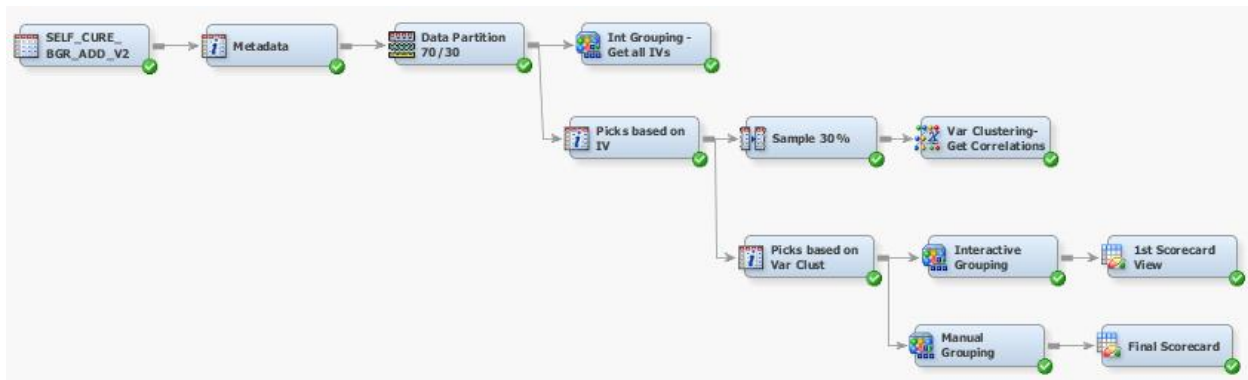 SELF_CURE_
BGR_ADD_V2
Metadata
Data Partition
70/30
Int Grouping -
Get all IVs
Picks based on
IV
Sample 30%
Var Clustering-
Get Correlations
Picks based on
Var Clust
Interactive
Grouping
1st Scorecard
View
Manual
Grouping
Final Scorecard